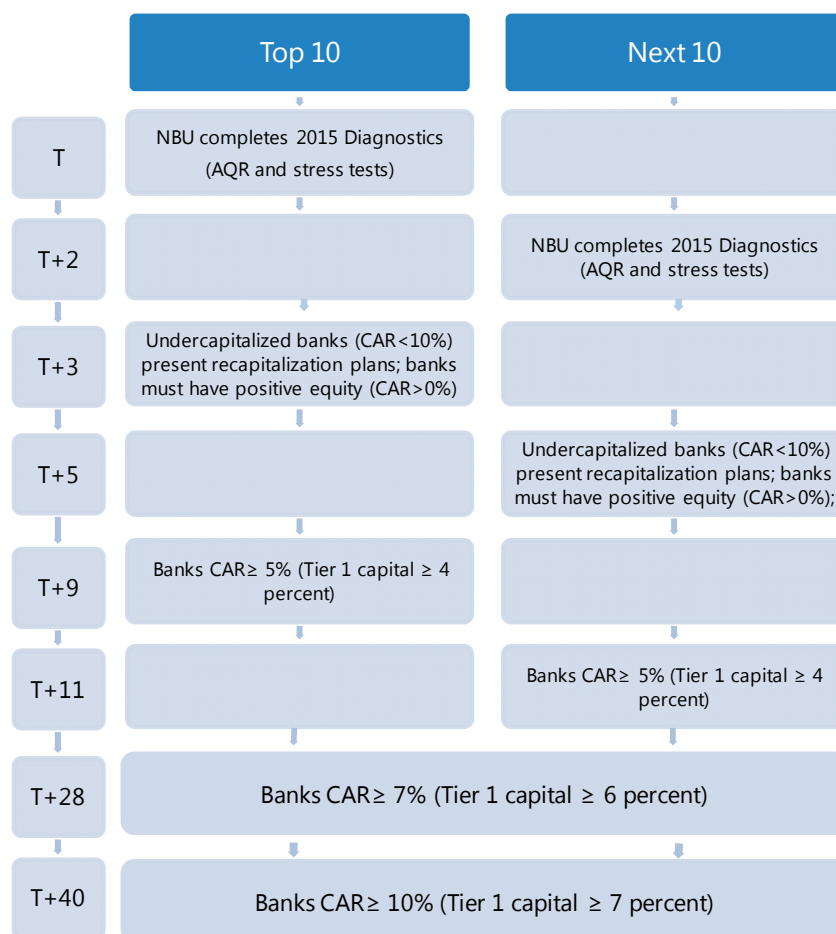 Top 10
Next 10
T
NBU completes 2015 Diagnostics
(AQR and stress tests)
T+2
NBU completes 2015 Diagnostics
(AQR and stress tests)
T+3
Undercapitalized banks (CAR<10%)
present recapitalization plans; banks
must have positive equity (CAR>0%)
T+5
Undercapitalized banks (CAR<10%)
present recapitalization plans; banks
must have positive equity (CAR>0%);
T+9
Banks CAR≥ 5% (Tier 1 capital ≥ 4
percent)
T+11
Banks CAR≥ 5% (Tier 1 capital ≥ 4
percent)
T+28
Banks CAR≥ 7% (Tier 1 capital ≥ 6 percent)
T+40
Banks CAR≥ 10% (Tier 1 capital ≥ 7 percent)